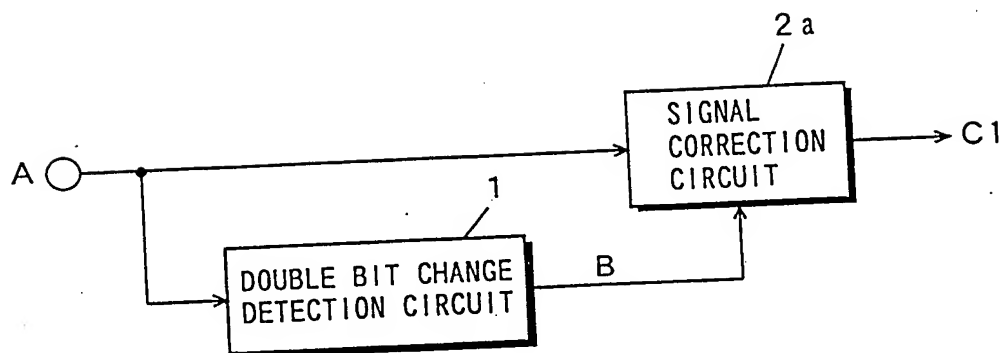 2a
SIGNAL
CORRECTION
CIRCUIT
C1
A
1
DOUBLE BIT CHANGE
DETECTION CIRCUIT
B